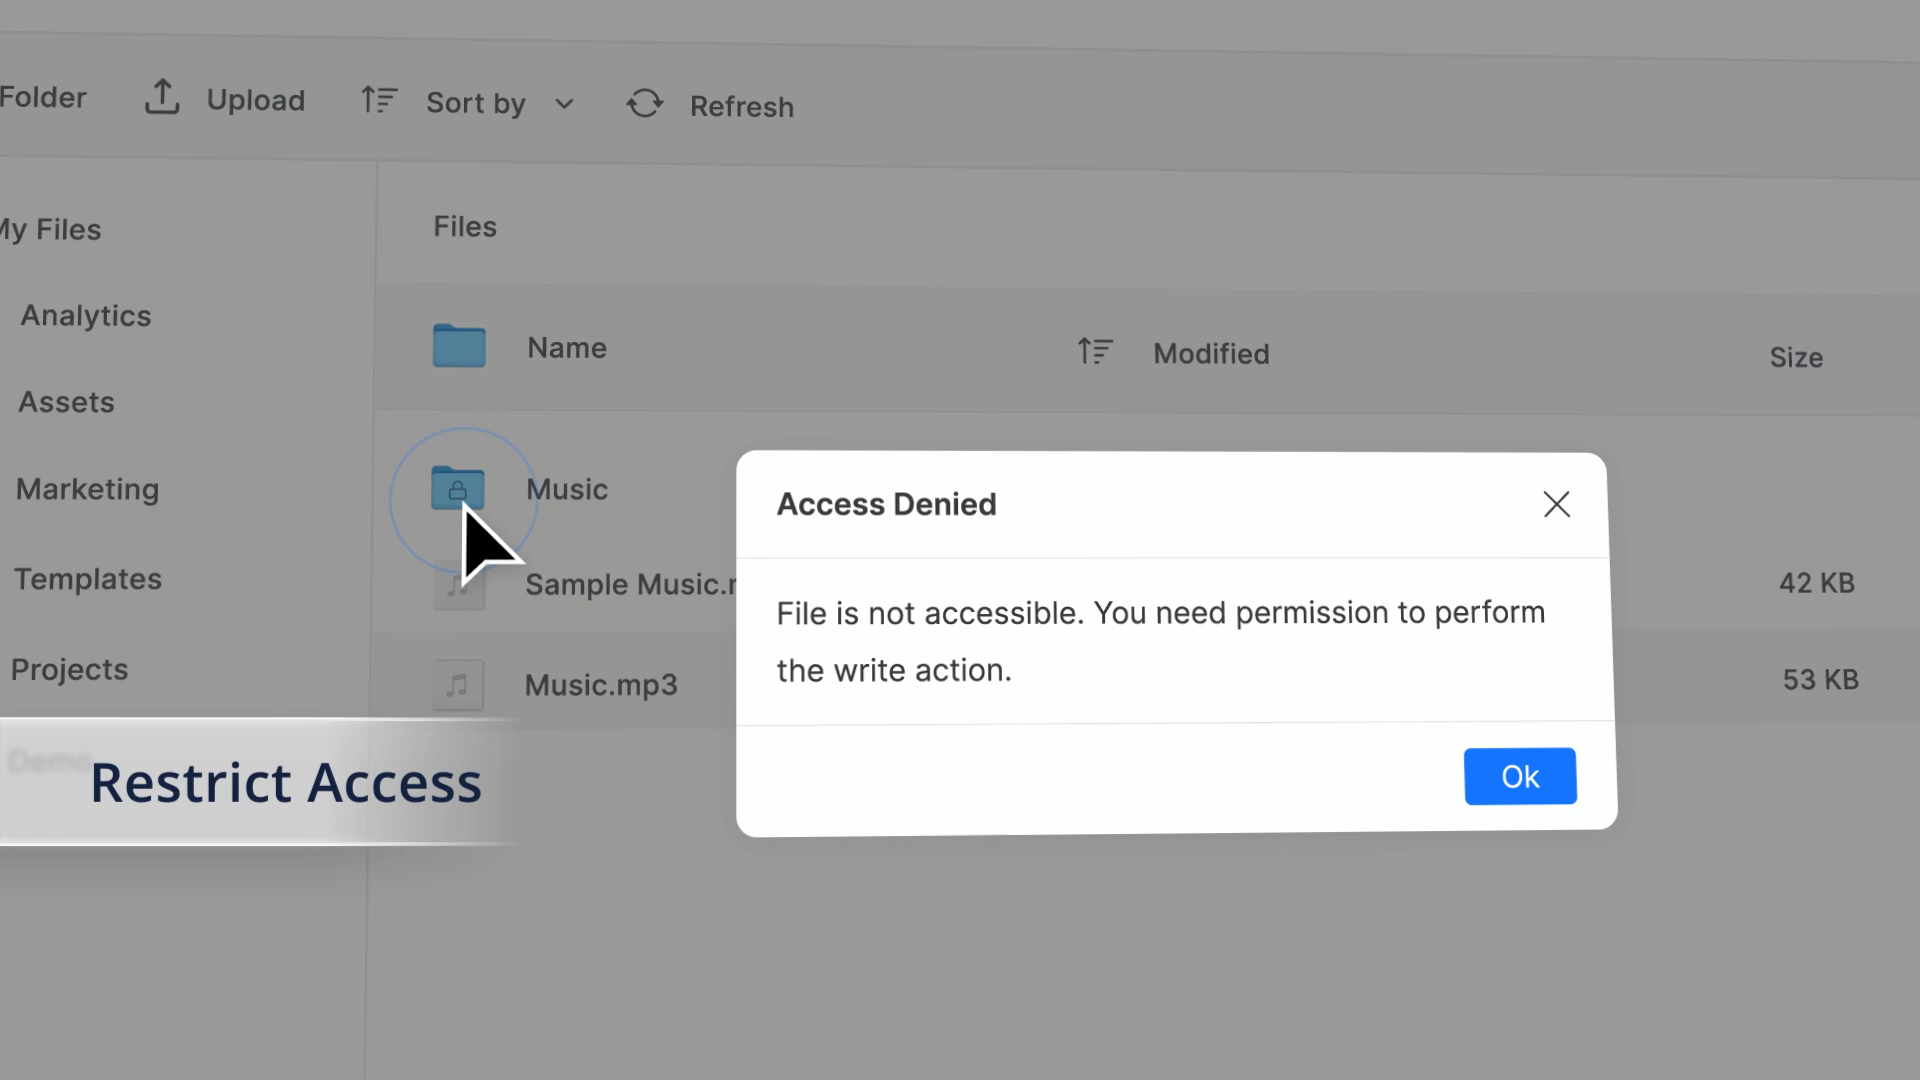 Folder
Upload
Sort by
Refresh
My Files
Files
Analytics
Name
Modified
Size
Assets
Marketing
Music
Access Denied
Templates
Sample Music.
42 KB
File is not accessible. You need permission to perform
the write action.
Projects
Music.mp3
53 KB
Demo
Restrict Access
Ok